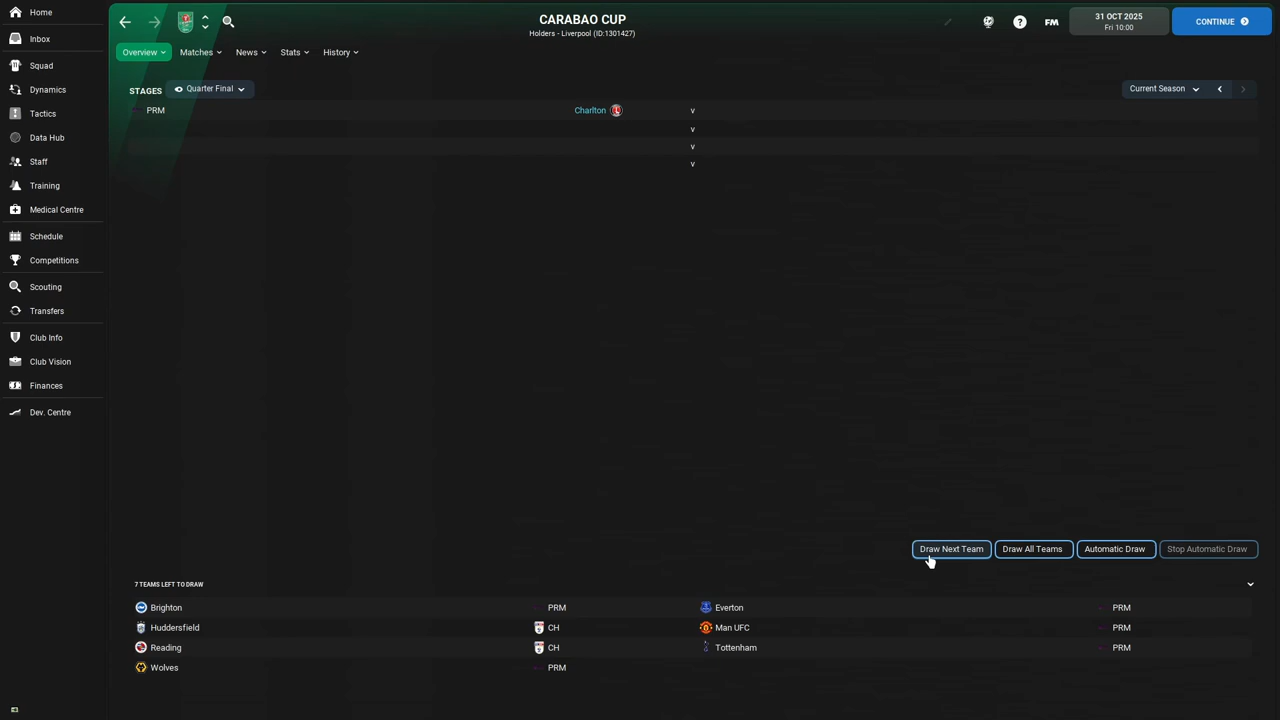 Home
Inbox
Squad
Dynamics
Tactics
Data Hub
Staff
Training
Medical Centre
Schedule
Competitions
Scouting
Transfers
Club Info
Club Vision
Finances
Dev. Centre
CARABAO CUP
Holders - Liverpool (ID:1301427)
FM
31 OCT 2025
Fri 10:00
CONTINUE
Overview Matches News Stats History
STAGES Quarter Final Current Season
PRM Charlton v
v
v
v
Draw Next Team Draw All Teams Automatic Draw Stop Automatic Draw
7 TEAMS LEFT TO DRAW
Brighton PRM Everton PRM
Huddersfield CH Man UFC PRM
Reading CH Tottenham PRM
Wolves PRM